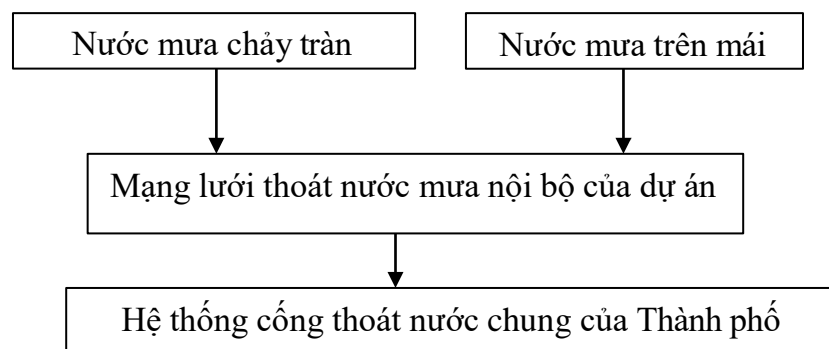 Nước mưa chảy tràn
Nước mưa trên mái
Mạng lưới thoát nước mưa nội bộ của dự án
Hệ thống cống thoát nước chung của Thành phố